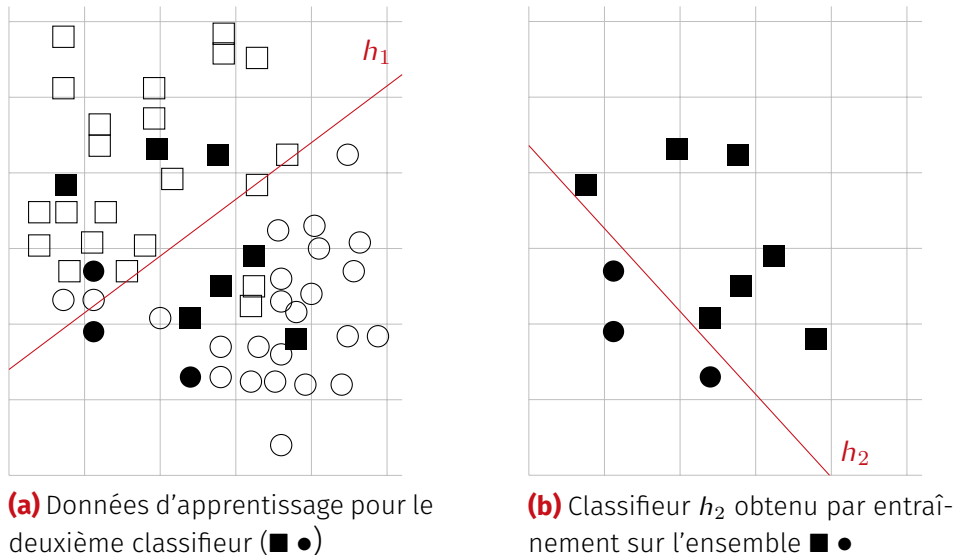 h₁
h₂
(a) Données d'apprentissage pour le
deuxième classifieur (■ ●)
(b) Classifieur h₂ obtenu par entraî-
nement sur l'ensemble ■ ●